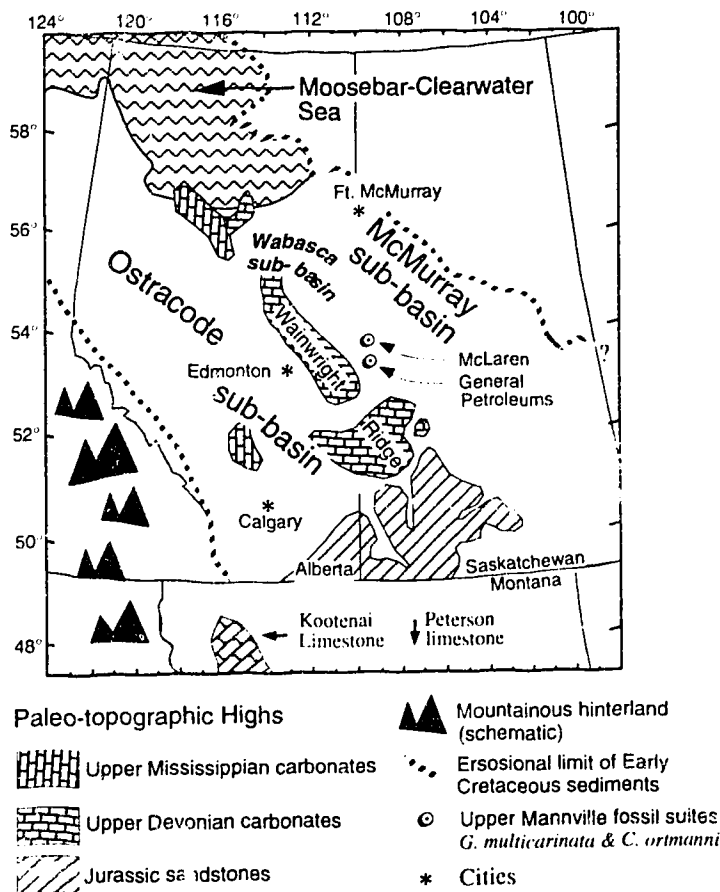 124° 120° 116° 112° 108° 104° 100°
58°
56°
54°
52°
50°
48°
Moosebar-Clearwater
Sea
Ft. McMurray
*
McMurray
sub-basin
Wabasca
sub-basin
Ostracode
sub-basin
Wainwright
Ridge
?
McLaren
General
Petroleums
Edmonton *
*
Calgary
Alberta
Saskatchewan
Montana
Kootenai
Limestone
Peterson
limestone
Paleo-topographic Highs
Upper Mississippian carbonates
Upper Devonian carbonates
Jurassic sandstones
Mountainous hinterland
(schematic)
Ersosional limit of Early
Cretaceous sediments
Upper Mannville fossil suites
G. multicarinata & C. ortmanni
* Cities